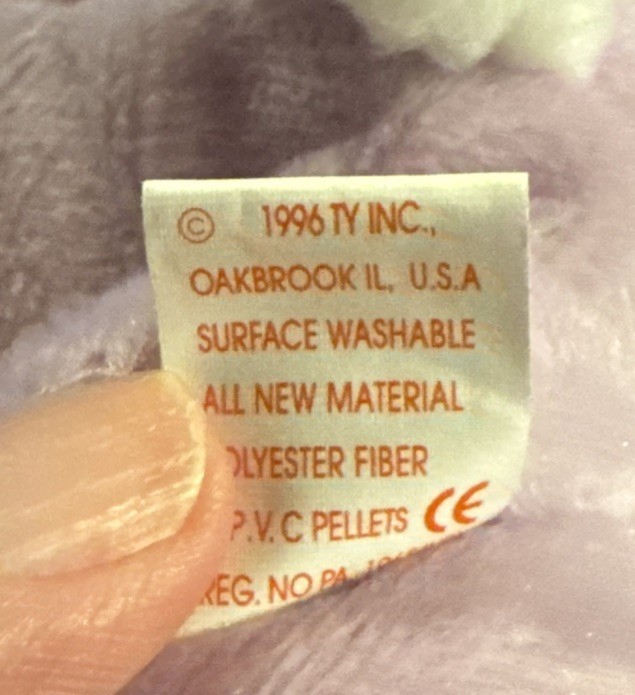 © 1996 TY INC.,
OAKBROOK IL, U.S.A
SURFACE WASHABLE
ALL NEW MATERIAL
OLYESTER FIBER
P.V.C PELLETS CE
REG. NO PA.